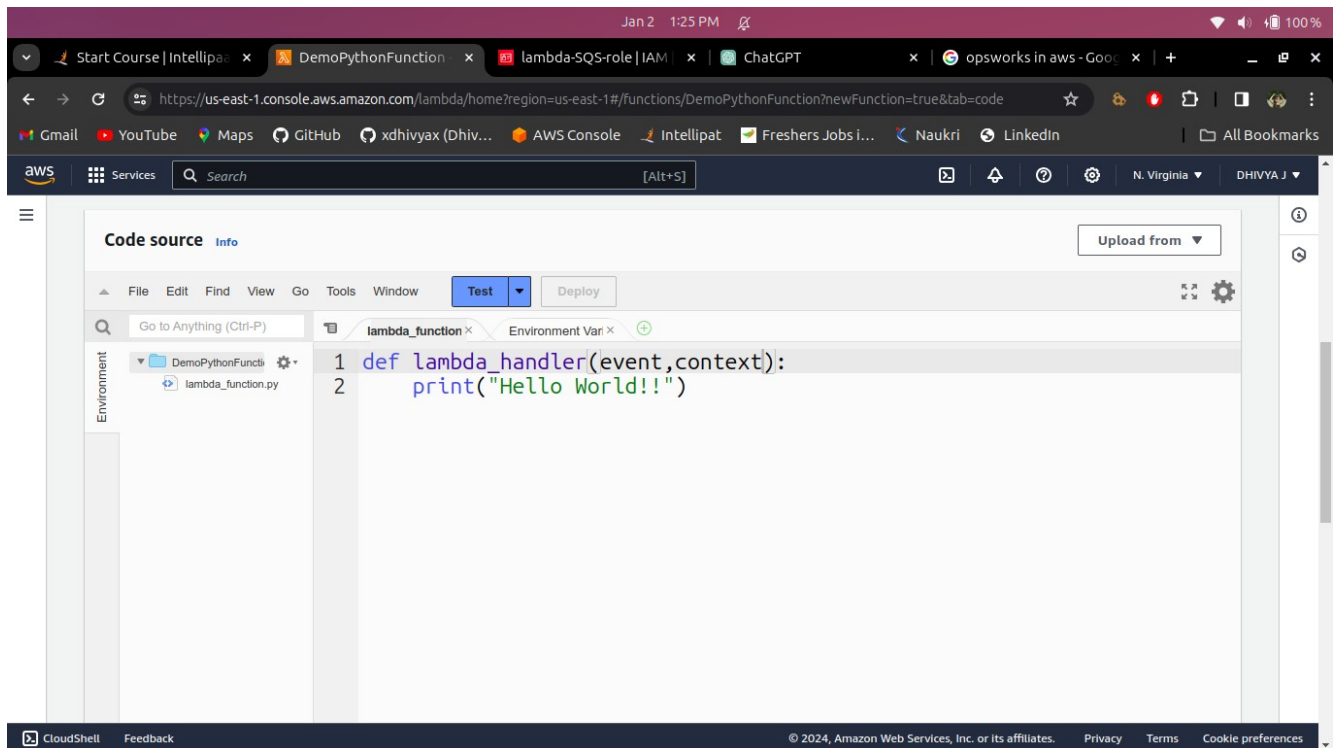 Jan 2 1:25 PM 100%
Start Course | Intellipaa DemoPythonFunction - lambda-SQS-role | IAM | ChatGPT opsworks in aws - Goog
https://us-east-1.console.aws.amazon.com/lambda/home?region=us-east-1#/functions/DemoPythonFunction?newFunction=true&tab=code
Gmail YouTube Maps GitHub xdhivyax (Dhiv... AWS Console Intellipat Freshers Jobs i... Naukri LinkedIn All Bookmarks
aws Services Search [Alt+S] N. Virginia DHIVYA J
Code source Info Upload from
File Edit Find View Go Tools Window Test Deploy
Go to Anything (Ctrl-P) lambda_function Environment Vari
Environment
DemoPythonFuncti
lambda_function.py
1 def lambda_handler(event,context):
2 print("Hello World!!")
CloudShell Feedback © 2024, Amazon Web Services, Inc. or its affiliates. Privacy Terms Cookie preferences